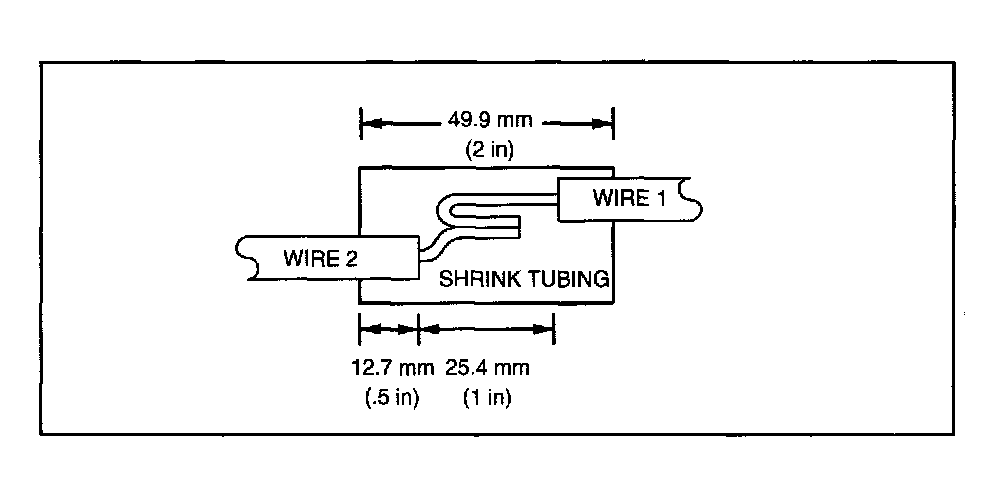 49.9 mm
(2 in)
WIRE 1
WIRE 2
SHRINK TUBING
12.7 mm 25.4 mm
(.5 in) (1 in)